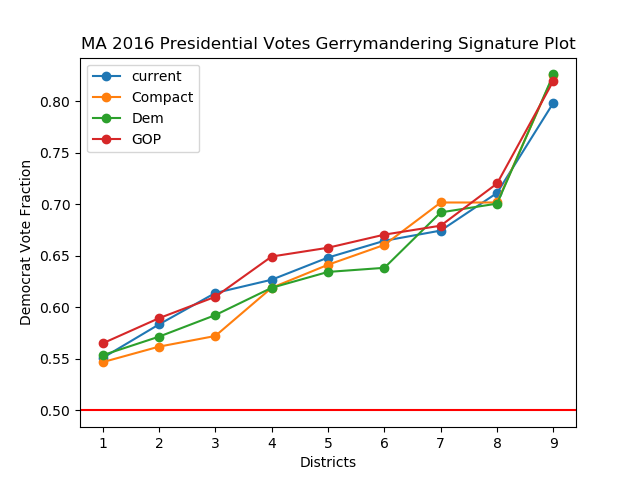 MA 2016 Presidential Votes Gerrymandering Signature Plot
current
Compact
Dem
GOP
Democrat Vote Fraction
0.80
0.75
0.70
0.65
0.60
0.55
0.50
1 2 3 4 5 6 7 8 9
Districts